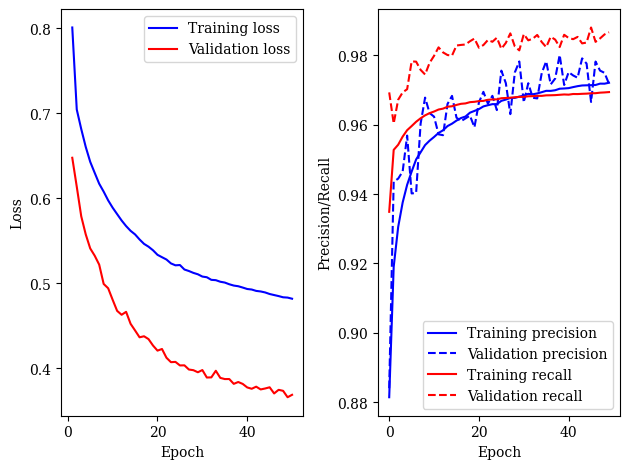 Training loss
Validation loss
0.8
0.7
0.6
0.5
0.4
Loss
0
20
40
Epoch
0.98
0.96
0.94
0.92
0.90
0.88
Precision/Recall
Training precision
Validation precision
Training recall
Validation recall
0
20
40
Epoch